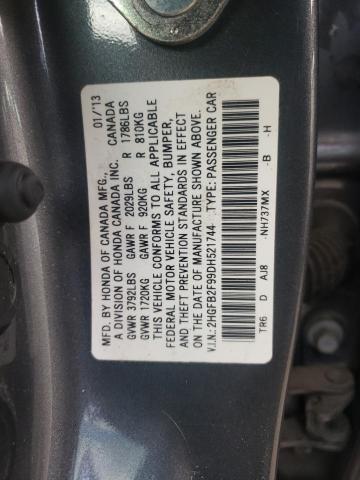 MFD. BY HONDA OF CANADA MFG., 01/'13
A DIVISION OF HONDA CANADA INC. CANADA
GVWR 3792LBS GAWR F 2029LBS R 1786LBS
GVWR 1720KG GAWR F 920KG R 810KG
THIS VEHICLE CONFORMS TO ALL APPLICABLE
FEDERAL MOTOR VEHICLE SAFETY, BUMPER,
AND THEFT PREVENTION STANDARDS IN EFFECT
ON THE DATE OF MANUFACTURE SHOWN ABOVE.
V.I.N.: 2HGFB2F99DH521744 TYPE: PASSENGER CAR
TR6 D AJ8 NH737MX -B -H